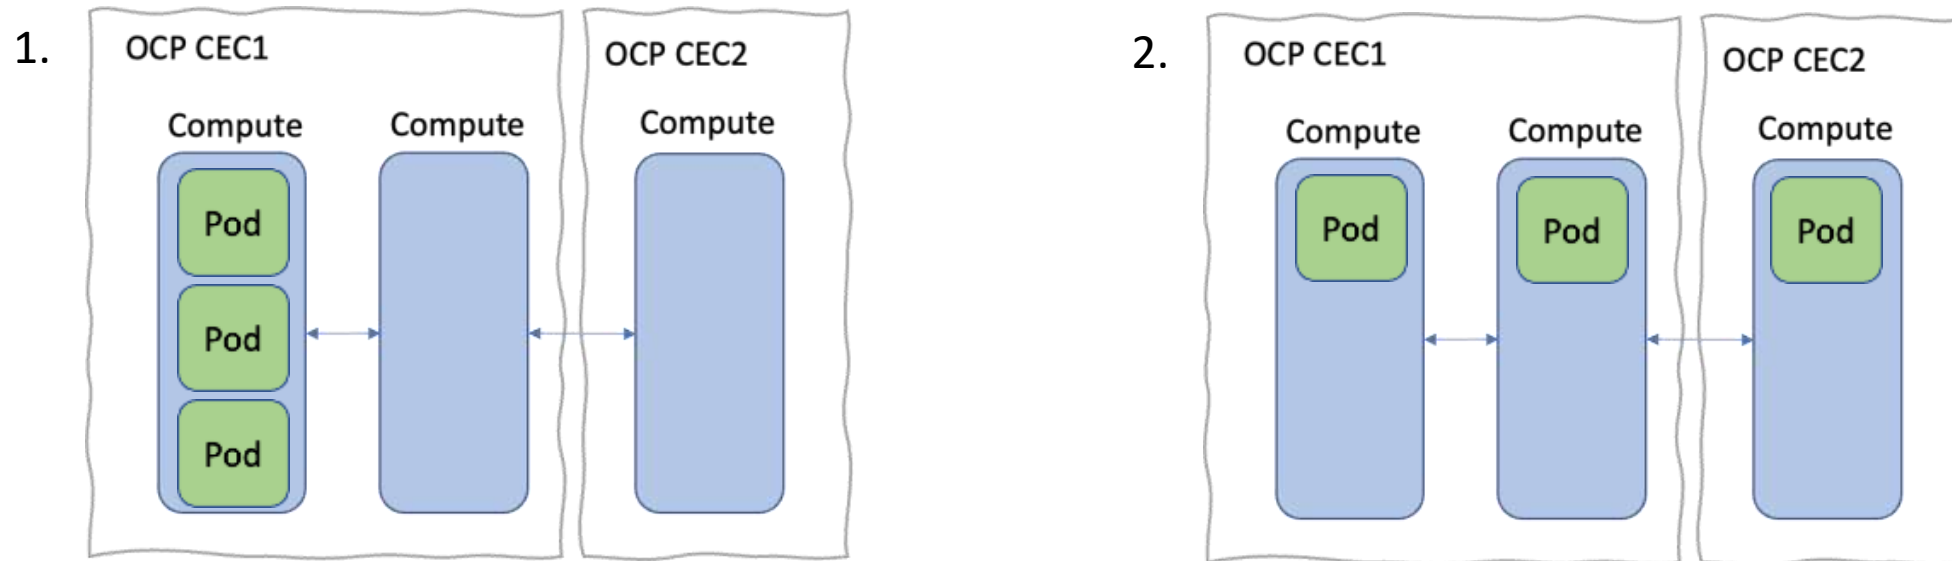 1.
OCP CEC1
OCP CEC2
Compute
Compute
Compute
Pod
Pod
Pod
2.
OCP CEC1
OCP CEC2
Compute
Compute
Compute
Pod
Pod
Pod